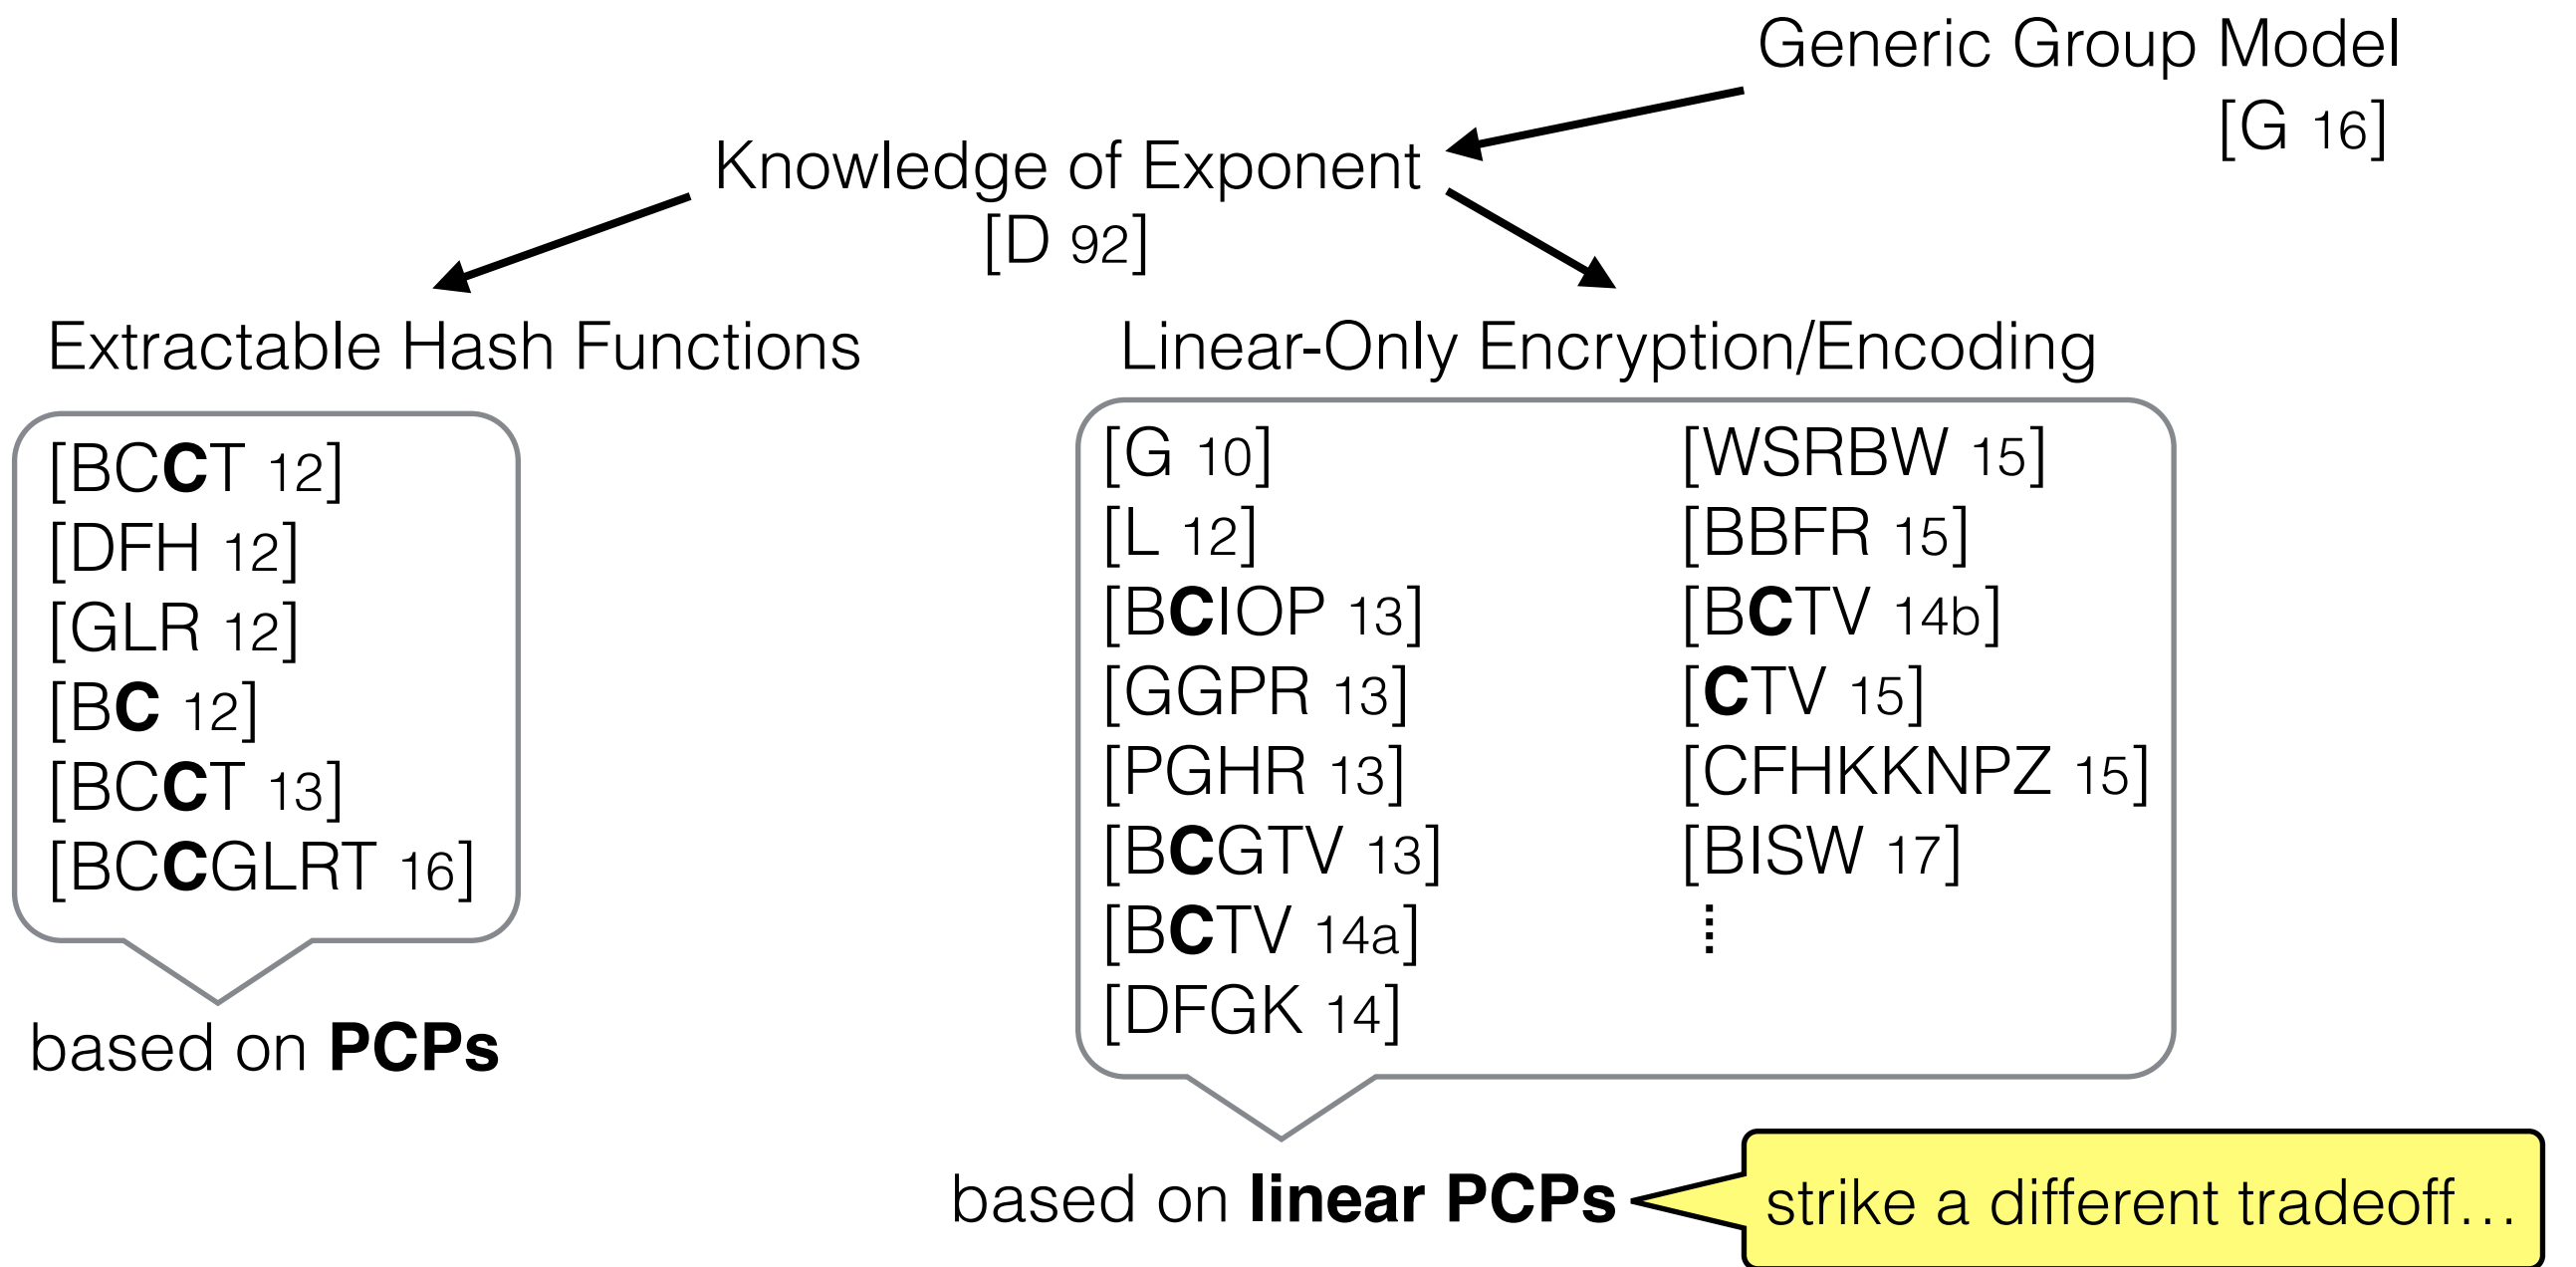 Generic Group Model
[G 16]
Knowledge of Exponent
[D 92]
Extractable Hash Functions
[BCCT 12]
[DFH 12]
[GLR 12]
[BC 12]
[BCCT 13]
[BCCGLRT 16]
based on PCPs
Linear-Only Encryption/Encoding
[G 10]
[L 12]
[BCIOP 13]
[GGPR 13]
[PGHR 13]
[BCGTV 13]
[BCTV 14a]
[DFGK 14]
[WSRBW 15]
[BBFR 15]
[BCTV 14b]
[CTV 15]
[CFHKKNPZ 15]
[BISW 17]
based on linear PCPs
strike a different tradeoff…